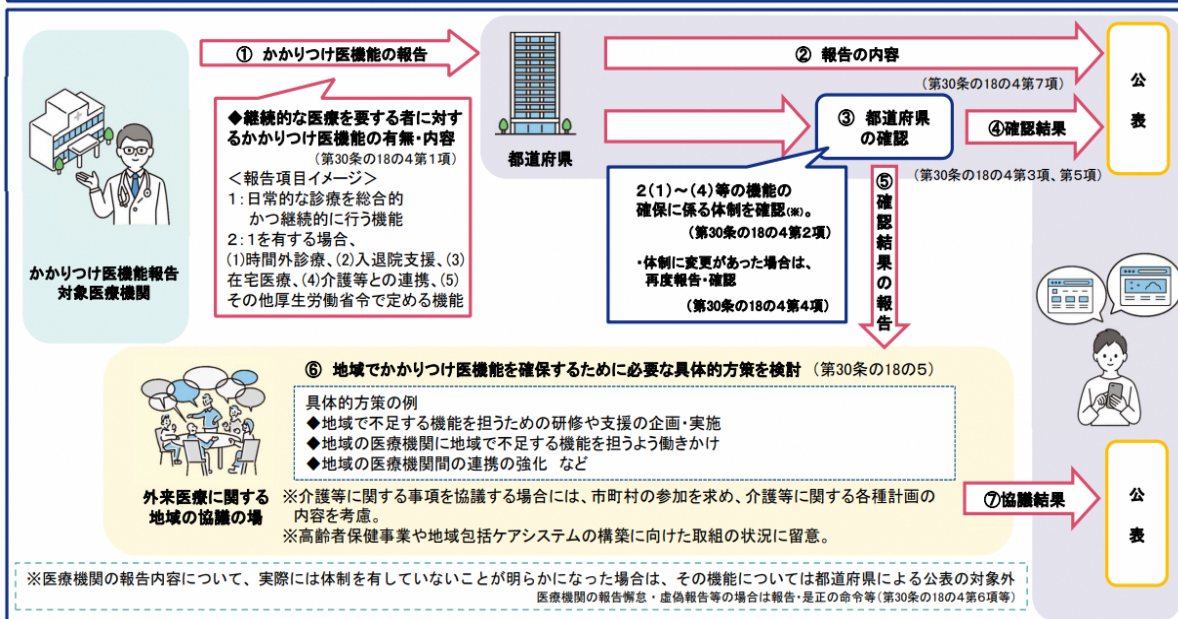 ① かかりつけ医機能の報告
② 報告の内容
(第30条の18の4第7項)
公表
◆継続的な医療を要する者に対す
るかかりつけ医機能の有無・内容
(第30条の18の4第1項)
<報告項目イメージ>
1:日常的な診療を総合的
かつ継続的に行う機能
2:1を有する場合、
(1)時間外診療、(2)入退院支援、(3)
在宅医療、(4)介護等との連携、(5)
その他厚生労働省令で定める機能
かかりつけ医機能報告
対象医療機関
都道府県
③ 都道府県
の確認
④確認結果
(第30条の18の4第3項、第5項)
2(1)~(4)等の機能の
確保に係る体制を確認(※)。
(第30条の18の4第2項)
・体制に変更があった場合は、
再度報告・確認
(第30条の18の4第4項)
⑤確認結果の報告
⑥ 地域でかかりつけ医機能を確保するために必要な具体的方策を検討 (第30条の18の5)
具体的方策の例
◆地域で不足する機能を担うための研修や支援の企画・実施
◆地域の医療機関に地域で不足する機能を担うよう働きかけ
◆地域の医療機関間の連携の強化 など
外来医療に関する
地域の協議の場
※介護等に関する事項を協議する場合には、市町村の参加を求め、介護等に関する各種計画の
内容を考慮。
※高齢者保健事業や地域包括ケアシステムの構築に向けた取組の状況に留意。
⑦協議結果
公表
※医療機関の報告内容について、実際には体制を有していないことが明らかになった場合は、その機能については都道府県による公表の対象外
医療機関の報告懈怠・虚偽報告等の場合は報告・是正の命令等(第30条の18の4第6項等)